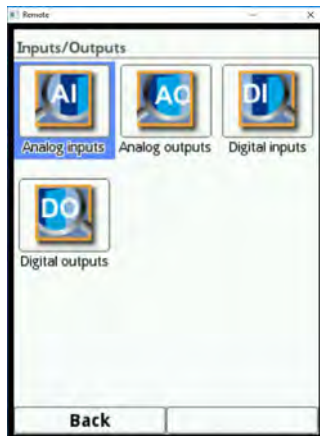 Remote
Inputs/Outputs
AI
AO
DI
Analog inputs
Analog outputs
Digital inputs
DO
Digital outputs
Back